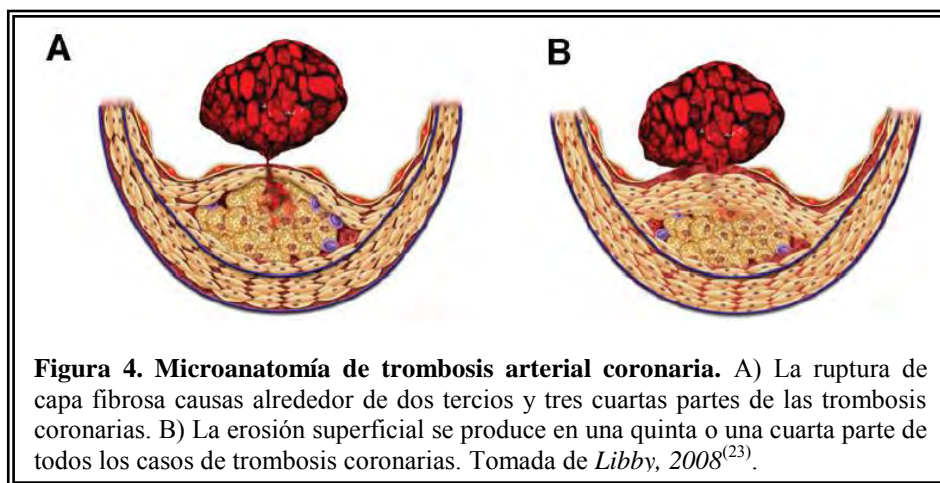 A
B
Figura 4. Microanatomía de trombosis arterial coronaria. A) La ruptura de
capa fibrosa causas alrededor de dos tercios y tres cuartas partes de las trombosis
coronarias. B) La erosión superficial se produce en una quinta o una cuarta parte de
todos los casos de trombosis coronarias. Tomada de Libby, 2008(23).